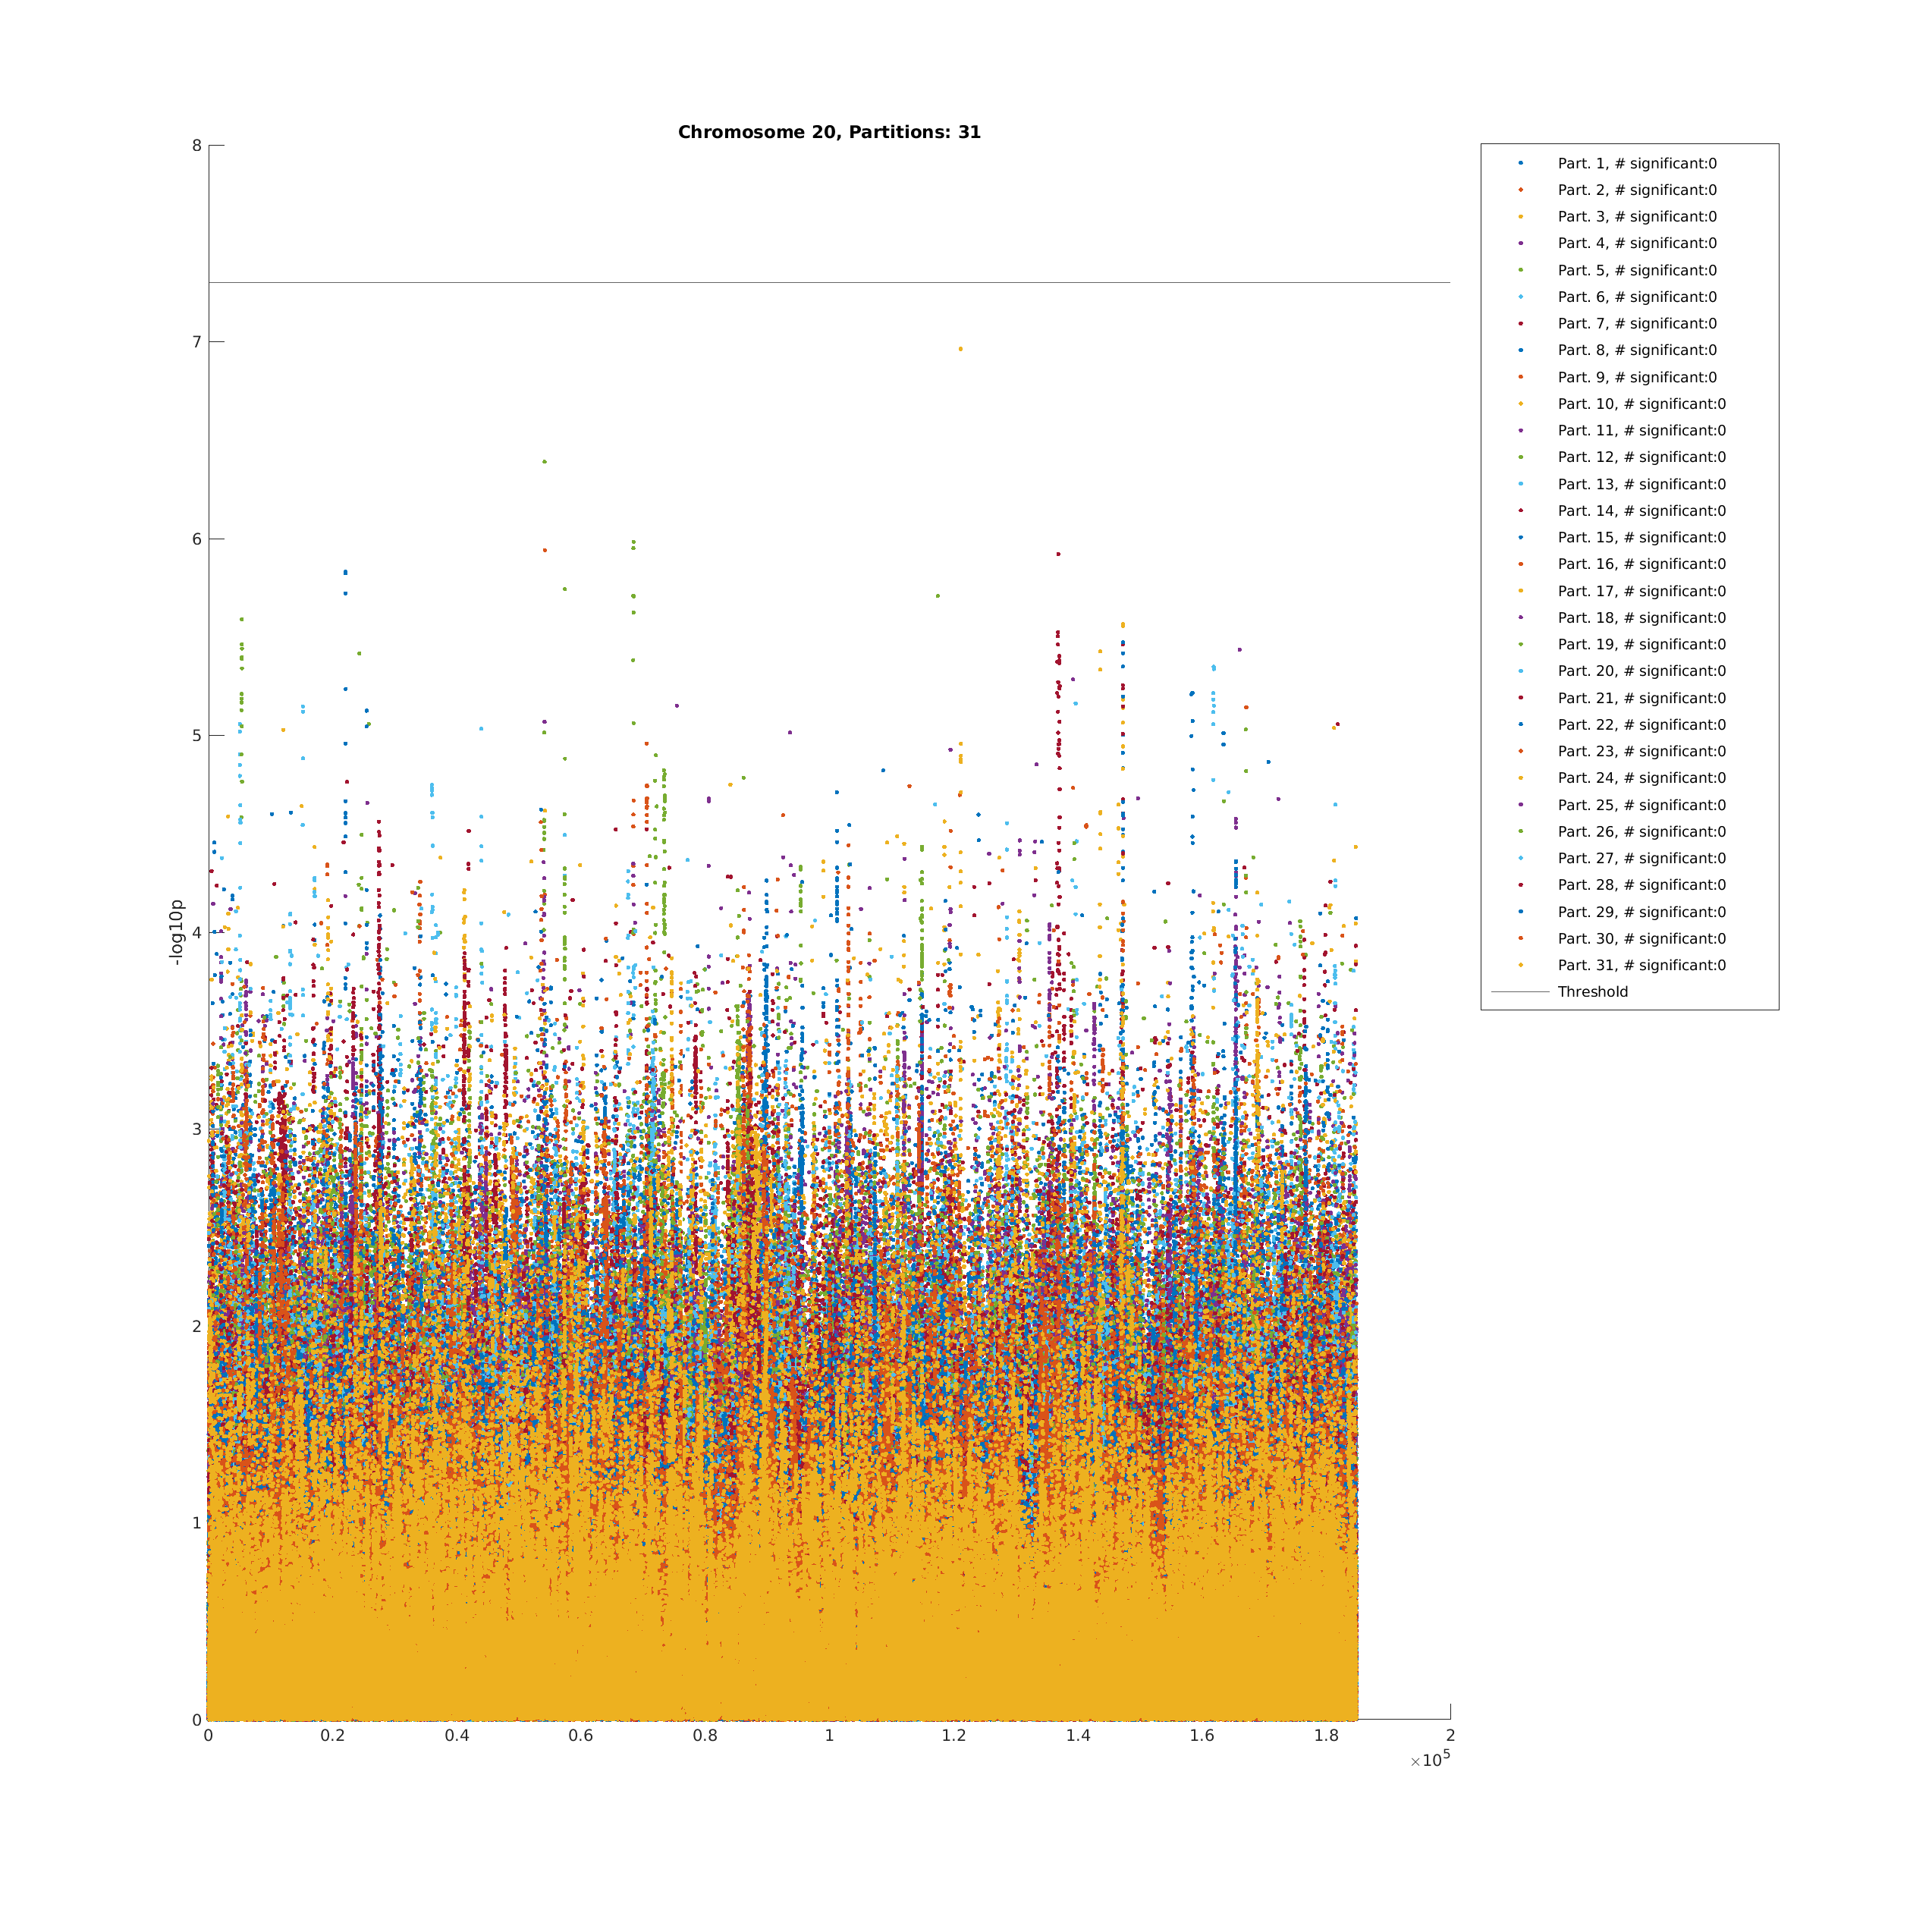 Chromosome 20, Partitions: 31
8
7
6
5
4
3
2
1
0
-log10p
0 0.2 0.4 0.6 0.8 1 1.2 1.4 1.6 1.8 2
×10^5
Part. 1, # significant:0
Part. 2, # significant:0
Part. 3, # significant:0
Part. 4, # significant:0
Part. 5, # significant:0
Part. 6, # significant:0
Part. 7, # significant:0
Part. 8, # significant:0
Part. 9, # significant:0
Part. 10, # significant:0
Part. 11, # significant:0
Part. 12, # significant:0
Part. 13, # significant:0
Part. 14, # significant:0
Part. 15, # significant:0
Part. 16, # significant:0
Part. 17, # significant:0
Part. 18, # significant:0
Part. 19, # significant:0
Part. 20, # significant:0
Part. 21, # significant:0
Part. 22, # significant:0
Part. 23, # significant:0
Part. 24, # significant:0
Part. 25, # significant:0
Part. 26, # significant:0
Part. 27, # significant:0
Part. 28, # significant:0
Part. 29, # significant:0
Part. 30, # significant:0
Part. 31, # significant:0
Threshold